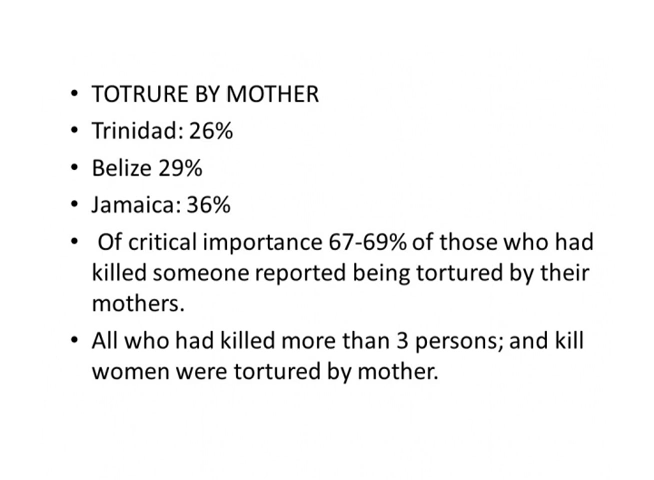 • TOTRURE BY MOTHER
• Trinidad: 26%
• Belize 29%
• Jamaica: 36%
• Of critical importance 67-69% of those who had
killed someone reported being tortured by their
mothers.
• All who had killed more than 3 persons; and kill
women were tortured by mother.